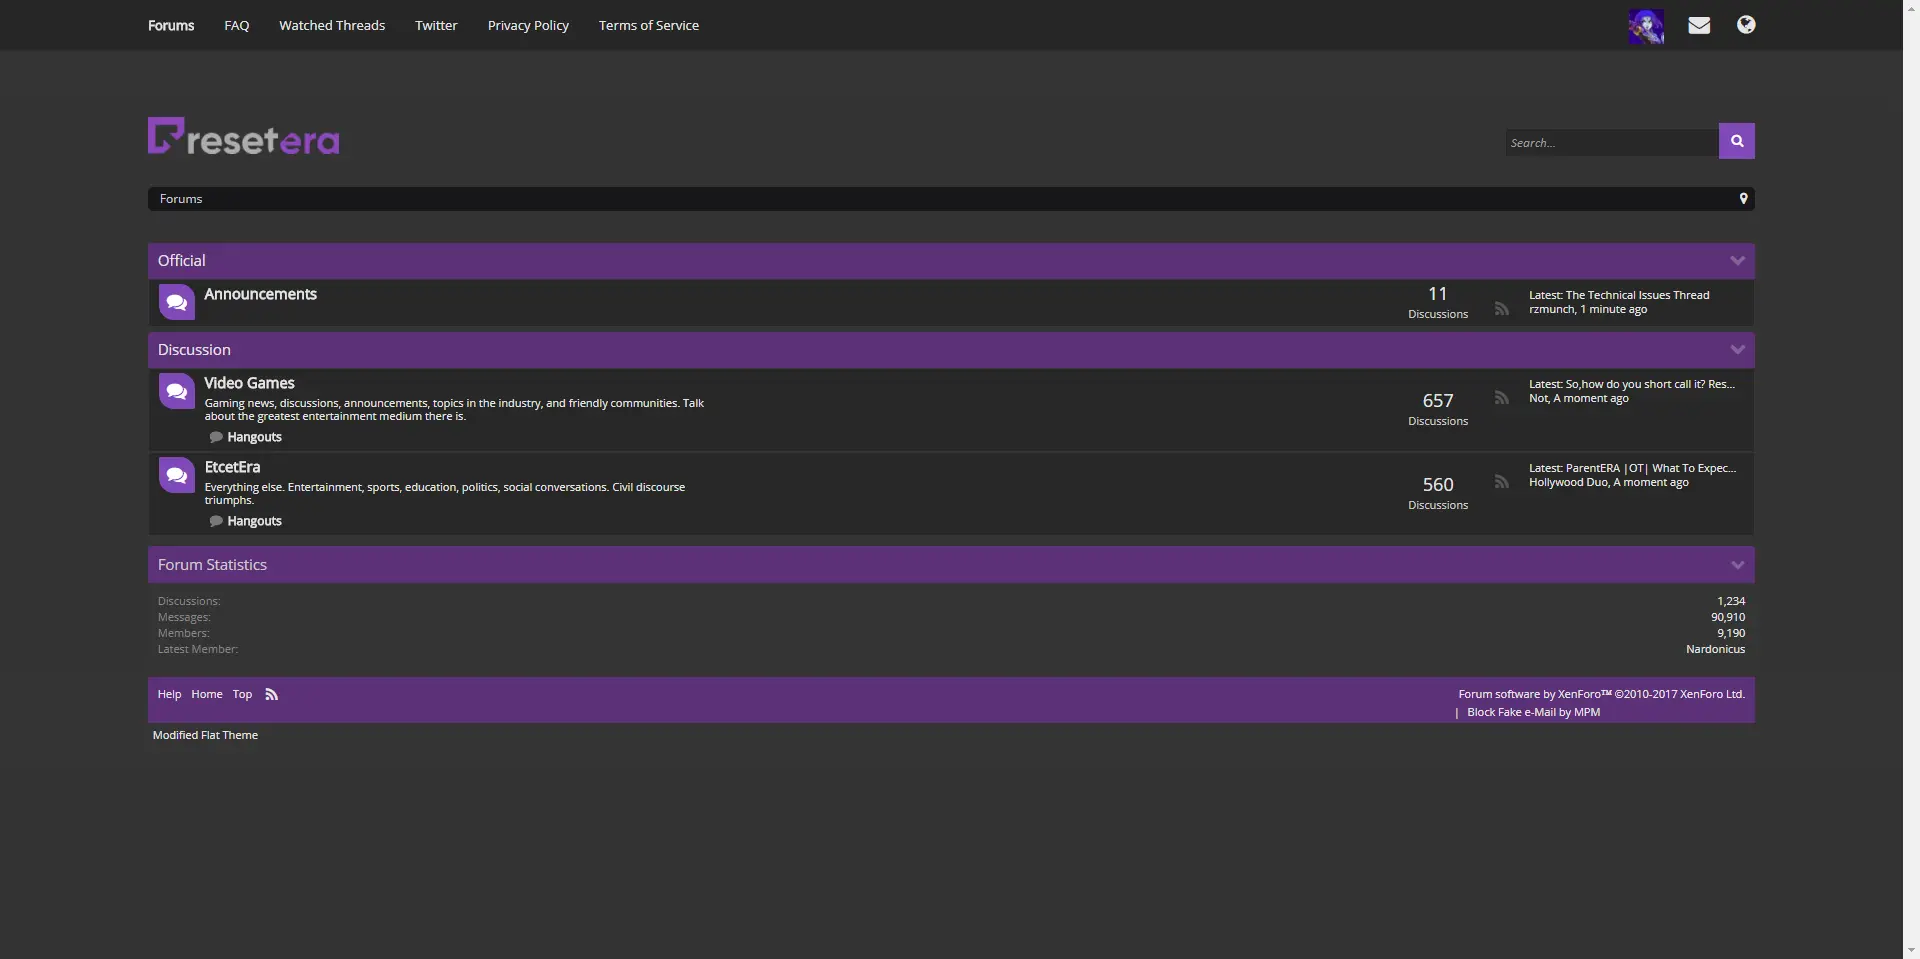 Forums FAQ Watched Threads Twitter Privacy Policy Terms of Service
resetera
Search...
Forums
Official
Announcements
11
Discussions
Latest: The Technical Issues Thread
rzmunch, 1 minute ago
Discussion
Video Games
Gaming news, discussions, announcements, topics in the industry, and friendly communities. Talk
about the greatest entertainment medium there is.
Hangouts
657
Discussions
Latest: So,how do you short call it? Res...
Not, A moment ago
EtcetEra
Everything else. Entertainment, sports, education, politics, social conversations. Civil discourse
triumphs.
Hangouts
560
Discussions
Latest: ParentERA |OT| What To Expec...
Hollywood Duo, A moment ago
Forum Statistics
Discussions: 1,234
Messages: 90,910
Members: 9,190
Latest Member: Nardonicus
Help Home Top
Forum software by XenForo™ ©2010-2017 XenForo Ltd.
| Block Fake e-Mail by MPM
Modified Flat Theme